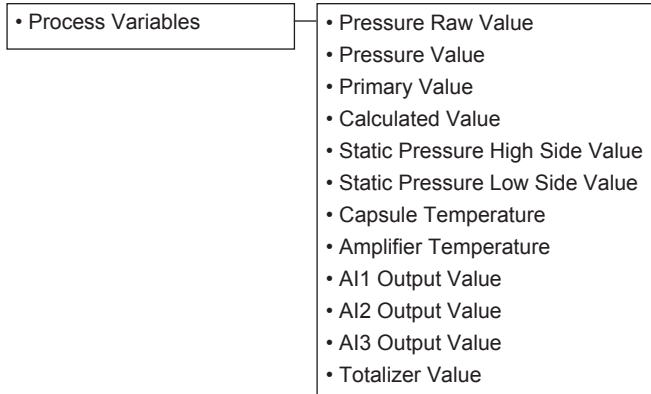 • Process Variables
• Pressure Raw Value
• Pressure Value
• Primary Value
• Calculated Value
• Static Pressure High Side Value
• Static Pressure Low Side Value
• Capsule Temperature
• Amplifier Temperature
• AI1 Output Value
• AI2 Output Value
• AI3 Output Value
• Totalizer Value